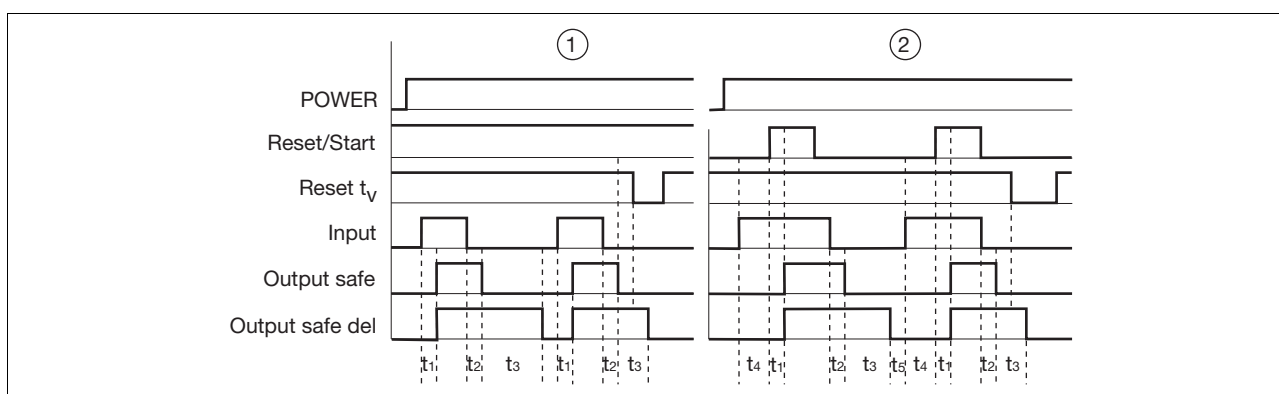 ① ②
POWER
Reset/Start
Reset tV
Input
Output safe
Output safe del
t1 t2 t3 t1 t2 t3 t4 t1 t2 t3 t5 t4 t1 t2 t3